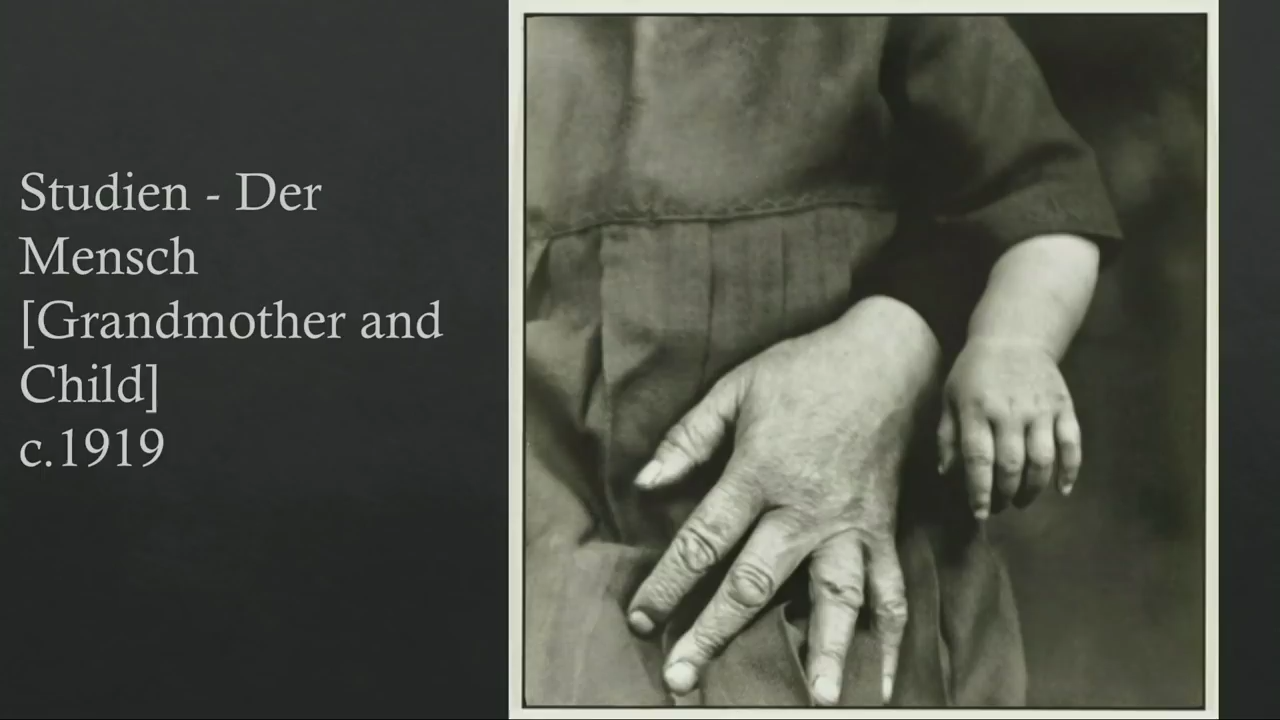 Studien - Der
Mensch
[Grandmother and
Child]
c.1919